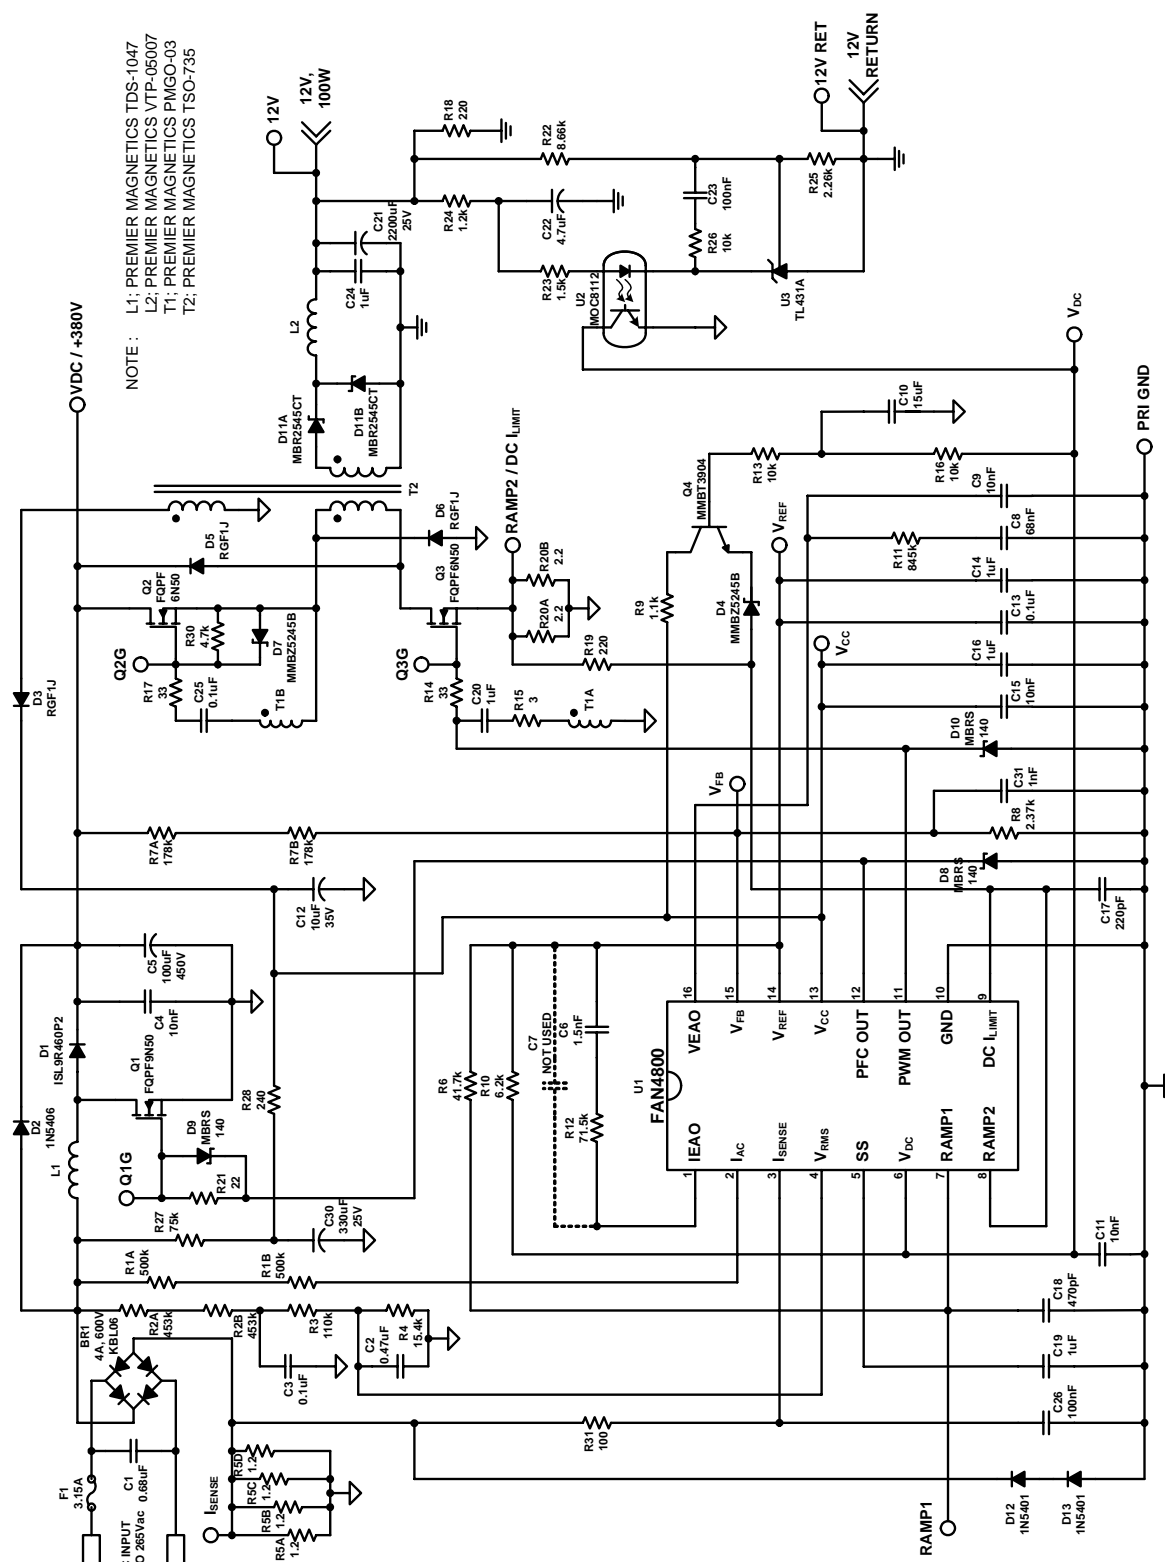 NOTE :
L1; PREMIER MAGNETICS TDS-1047
L2; PREMIER MAGNETICS VTP-05007
T1; PREMIER MAGNETICS PMGO-03
T2; PREMIER MAGNETICS TSO-735
F1
3.15A
C1
0.68uF
INPUT
265Vac
BR1
4A, 600V
KBL06
ISENSE
R5A
1.2
R5B
1.2
R5C
1.2
R5D
1.2
R2A
453k
R2B
453k
R3
110k
R4
15.4k
C2
0.47uF
C3
0.1uF
R1A
500k
R1B
500k
R27
75k
C30
330uF
25V
R21
22
D9
MBRS
140
Q1G
L1
D2
1N5406
Q1
FQPF9N50
D1
ISL9R460P2
R28
240
C4
10nF
C5
100uF
450V
C12
10uF
35V
R7A
178k
R7B
178k
D3
RGF1J
VDC / +380V
Q2G
R17
33
C25
0.1uF
T1B
R30
4.7k
D7
MMBZ5245B
Q2
FQPF
6N50
D5
RGF1J
Q3G
R14
33
C20
1uF
R15
3
T1A
Q3
FQPF6N50
D6
RGF1J
R20A
2.2
R20B
2.2
R19
220
RAMP2 / DC ILIMIT
T2
D11A
MBR2545CT
D11B
MBR2545CT
L2
C24
1uF
C21
2200uF
25V
12V
12V,
100W
R24
1.2k
R18
220
C22
4.7uF
R22
8.66k
R23
1.5k
U2
MOC8112
R26
10k
C23
100nF
U3
TL431A
R25
2.26k
12V RET
12V
RETURN
R31
100
R6
41.7k
R10
6.2k
R12
71.5k
C7
NOT USED
C6
1.5nF
U1
FAN4800
1
IEAO
2
IAC
3
ISENSE
4
VRMS
5
SS
6
VDC
7
RAMP1
8
RAMP2
16
VEAO
15
VFB
14
VREF
13
VCC
12
PFC OUT
11
PWM OUT
10
GND
9
DC ILIMIT
VFB
VCC
VREF
R9
1.1k
D4
MMBZ5245B
Q4
MMBT3904
R13
10k
R16
10k
C10
15uF
RAMP1
D12
1N5401
D13
1N5401
C26
100nF
C19
1uF
C18
470pF
C11
10nF
C17
220pF
D8
MBRS
140
R8
2.37k
C31
1nF
D10
MBRS
140
C15
10nF
C16
1uF
C13
0.1uF
C14
1uF
R11
845k
C8
68nF
C9
10nF
VDC
PRI GND